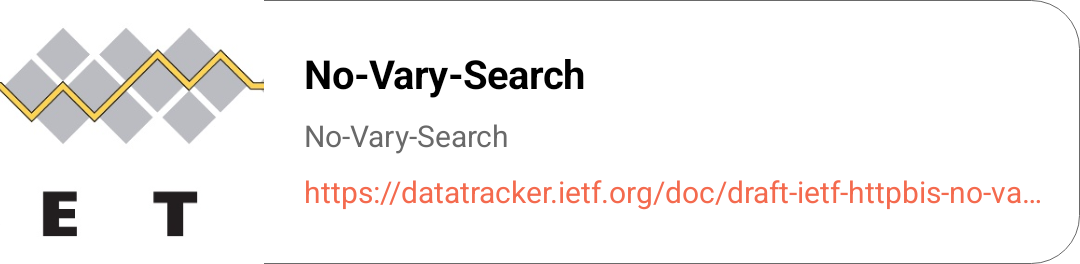 No-Vary-Search
No-Vary-Search
https://datatracker.ietf.org/doc/draft-ietf-httpbis-no-va...
E T